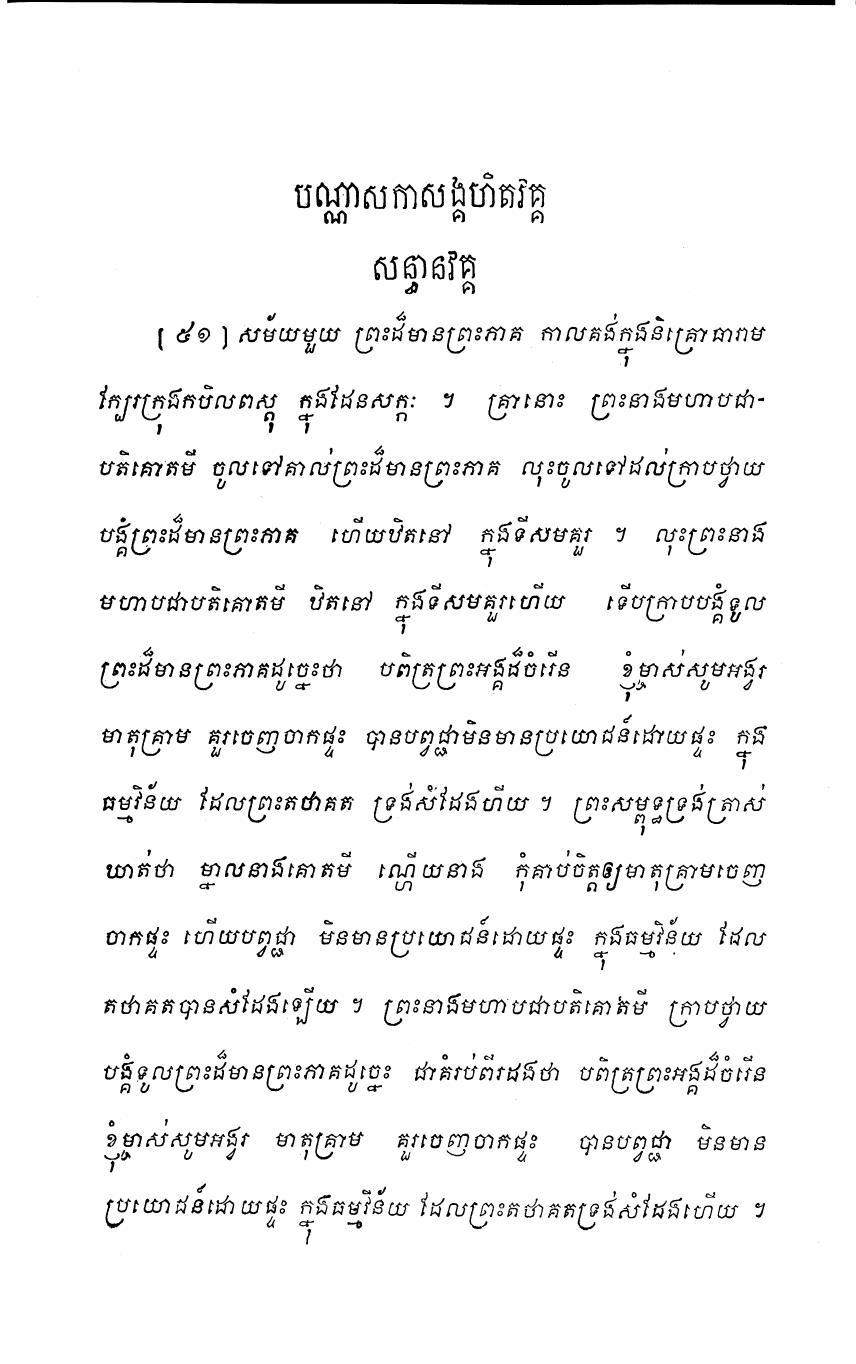 បណ្ណាសកាសង្គហិតវគ្គ
សន្ធានវគ្គ
[ ៥១ ] សម័យមួយ ព្រះដ៏មានព្រះភាគ កាលគង់ក្នុងនិគ្រោធារាម
ក្បែរក្រុងកបិលពស្តុ ក្នុងដែនសក្កៈ ។ គ្រានោះ ព្រះនាងមហាបជា-
បតិគោតមី ចូលទៅគាល់ព្រះដ៏មានព្រះភាគ លុះចូលទៅដល់ក្រាបថ្វាយ
បង្គំព្រះដ៏មានព្រះភាគ ហើយឋិតនៅ ក្នុងទីសមគួរ ។ លុះព្រះនាង
មហាបជាបតិគោតមី ឋិតនៅ ក្នុងទីសមគួរហើយ ទើបក្រាបបង្គំទូល
ព្រះដ៏មានព្រះភាគដូច្នេះថា បពិត្រព្រះអង្គដ៏ចំរើន ខ្ញុំម្ចាស់សូមអង្វរ
មាតុគ្រាម គួរចេញចាកផ្ទះ បានបព្វជ្ជាមិនមានប្រយោជន៍ដោយផ្ទះ ក្នុង
ធម្មវិន័យ ដែលព្រះតថាគត ទ្រង់សំដែងហើយ ។ ព្រះសម្ពុទ្ធទ្រង់ត្រាស់
ឃាត់ថា ម្នាលនាងគោតមី ណ្ហើយនាង កុំគាប់ចិត្តឲ្យមាតុគ្រាមចេញ
ចាកផ្ទះ ហើយបព្វជ្ជា មិនមានប្រយោជន៍ដោយផ្ទះ ក្នុងធម្មវិន័យ ដែល
តថាគតបានសំដែងឡើយ ។ ព្រះនាងមហាបជាបតិគោតមី ក្រាបថ្វាយ
បង្គំទូលព្រះដ៏មានព្រះភាគដូច្នេះ ជាគំរប់ពីរដងថា បពិត្រព្រះអង្គដ៏ចំរើន
ខ្ញុំម្ចាស់សូមអង្វរ មាតុគ្រាម គួរចេញចាកផ្ទះ បានបព្វជ្ជា មិនមាន
ប្រយោជន៍ដោយផ្ទះ ក្នុងធម្មវិន័យ ដែលព្រះតថាគតទ្រង់សំដែងហើយ ។